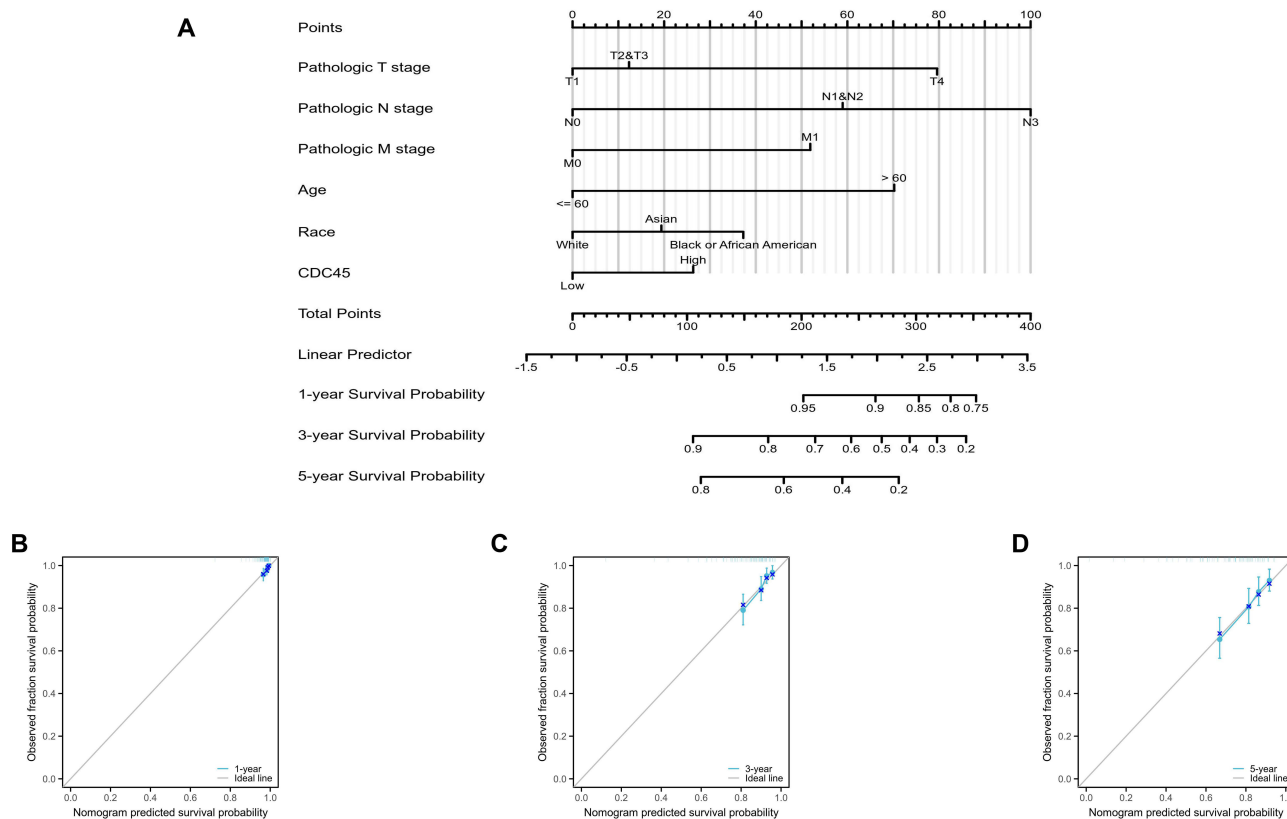 A
Points
0 20 40 60 80 100
Pathologic T stage
T2&T3
T1 T4
Pathologic N stage
N1&N2
N0 N3
Pathologic M stage
M1
M0
Age
> 60
<= 60
Race
Asian
White Black or African American
CDC45
High
Low
Total Points
0 100 200 300 400
Linear Predictor
-1.5 -0.5 0.5 1.5 2.5 3.5
1-year Survival Probability
0.95 0.9 0.85 0.8 0.75
3-year Survival Probability
0.9 0.8 0.7 0.6 0.5 0.4 0.3 0.2
5-year Survival Probability
0.8 0.6 0.4 0.2
B
Observed fraction survival probability
1.0
0.8
0.6
0.4
0.2
0.0
1-year
Ideal line
0.0 0.2 0.4 0.6 0.8 1.0
Nomogram predicted survival probability
C
Observed fraction survival probability
1.0
0.8
0.6
0.4
0.2
0.0
3-year
Ideal line
0.0 0.2 0.4 0.6 0.8 1.0
Nomogram predicted survival probability
D
Observed fraction survival probability
1.0
0.8
0.6
0.4
0.2
0.0
5-year
Ideal line
0.0 0.2 0.4 0.6 0.8
Nomogram predicted survival probability